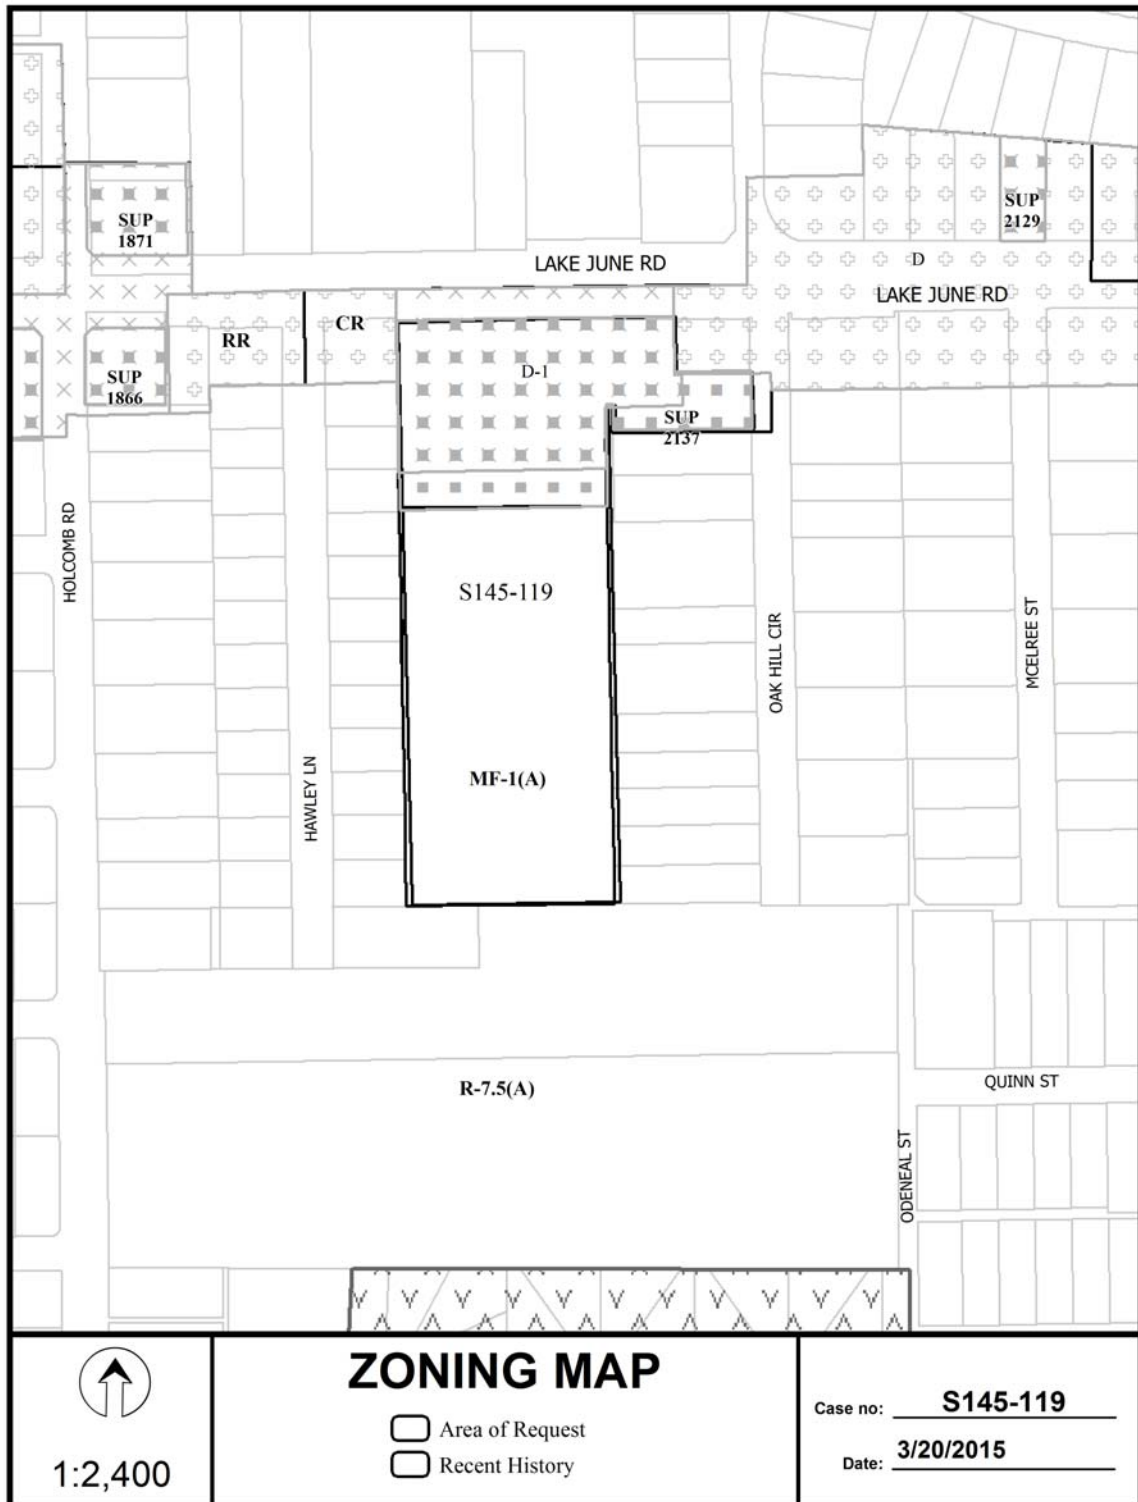 SUP
1871
SUP
2129
LAKE JUNE RD
D
LAKE JUNE RD
RR
CR
D-1
SUP
1866
SUP
2137
HOLCOMB RD
S145-119
OAK HILL CIR
MCELREE ST
HAWLEY LN
MF-1(A)
R-7.5(A)
QUINN ST
ODENEAL ST
1:2,400
ZONING MAP
Area of Request
Recent History
Case no: S145-119
Date: 3/20/2015